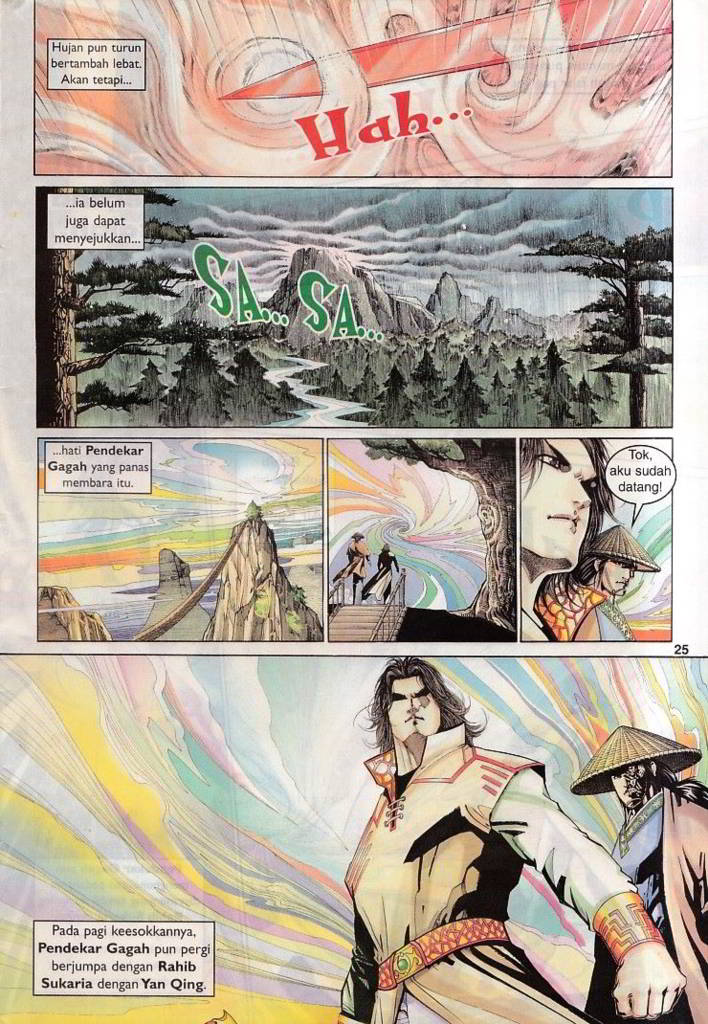 Hujan pun turun
bertambah lebat.
Akan tetapi...
Hah...
...ia belum
juga dapat
menyejukkan...
SA... SA...
...hati Pendekar
Gagah yang panas
membara itu.
Tok,
aku sudah
datang!
25
Pada pagi keesokkannya,
Pendekar Gagah pun pergi
berjumpa dengan Rahib
Sukaria dengan Yan Qing.